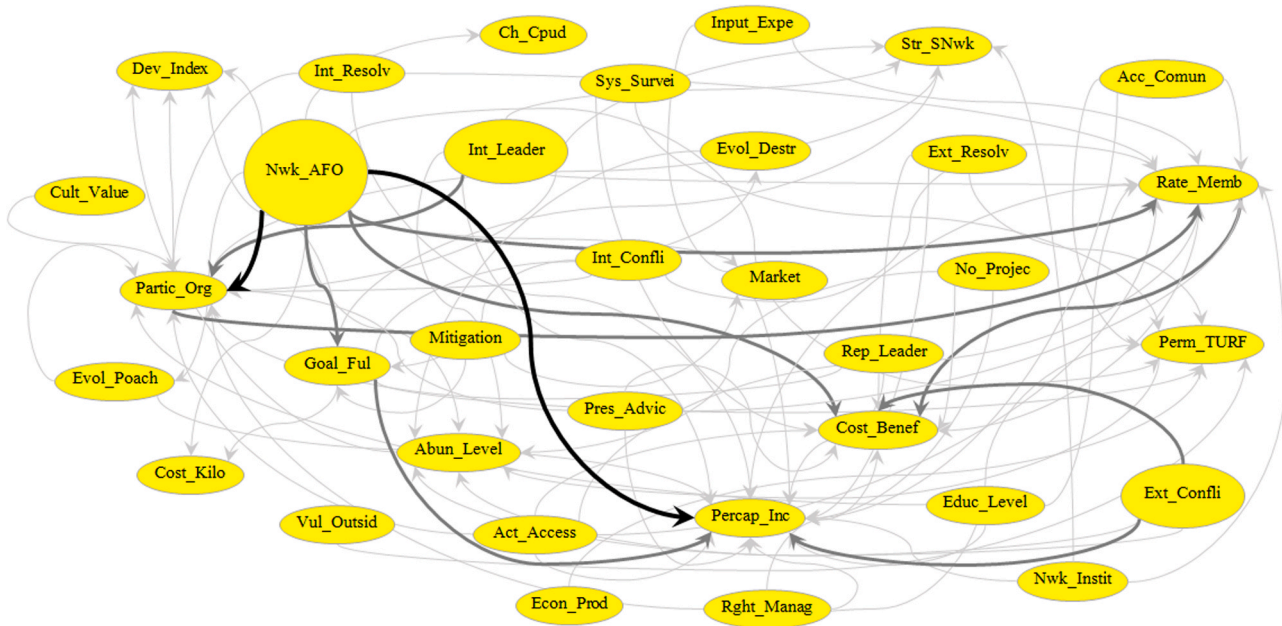 Input_Expe
Ch_Cpud
Str_SNwk
Dev_Index
Int_Resolv
Sys_Survei
Acc_Comun
Nwk_AFO
Int_Leader
Evol_Destr
Ext_Resolv
Cult_Value
Rate_Memb
Int_Confli
Market
No_Projec
Partic_Org
Mitigation
Goal_Ful
Rep_Leader
Perm_TURF
Evol_Poach
Pres_Advic
Cost_Benef
Abun_Level
Cost_Kilo
Educ_Level
Ext_Confli
Vul_Outsid
Act_Access
Percap_Inc
Nwk_Instit
Econ_Prod
Rght_Manag